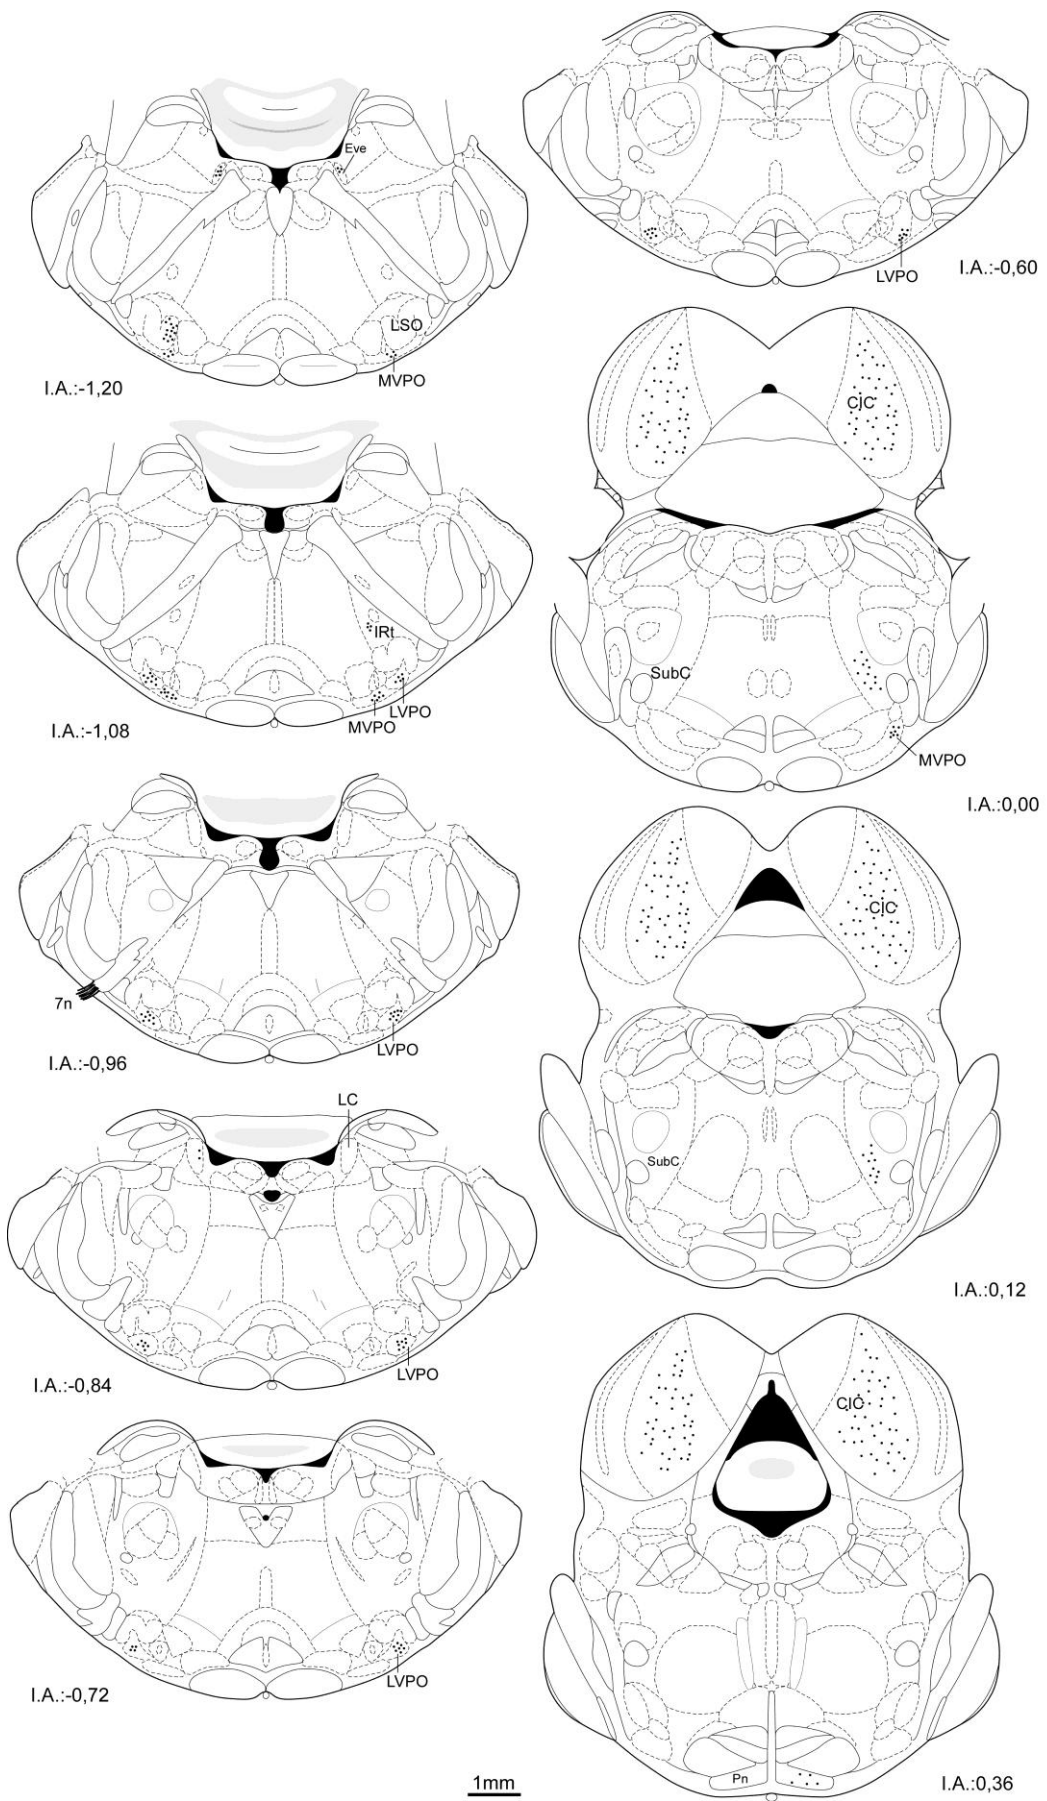 Eve
LSO
MVPO
I.A.:-1,20
IRt
LVPO
MVPO
I.A.:-1,08
7n
LVPO
I.A.:-0,96
LC
LVPO
I.A.:-0,84
LVPO
I.A.:-0,72
1mm
LVPO
I.A.:-0,60
CIC
SubC
MVPO
I.A.:0,00
CIC
SubC
I.A.:0,12
CIC
Pn
I.A.:0,36